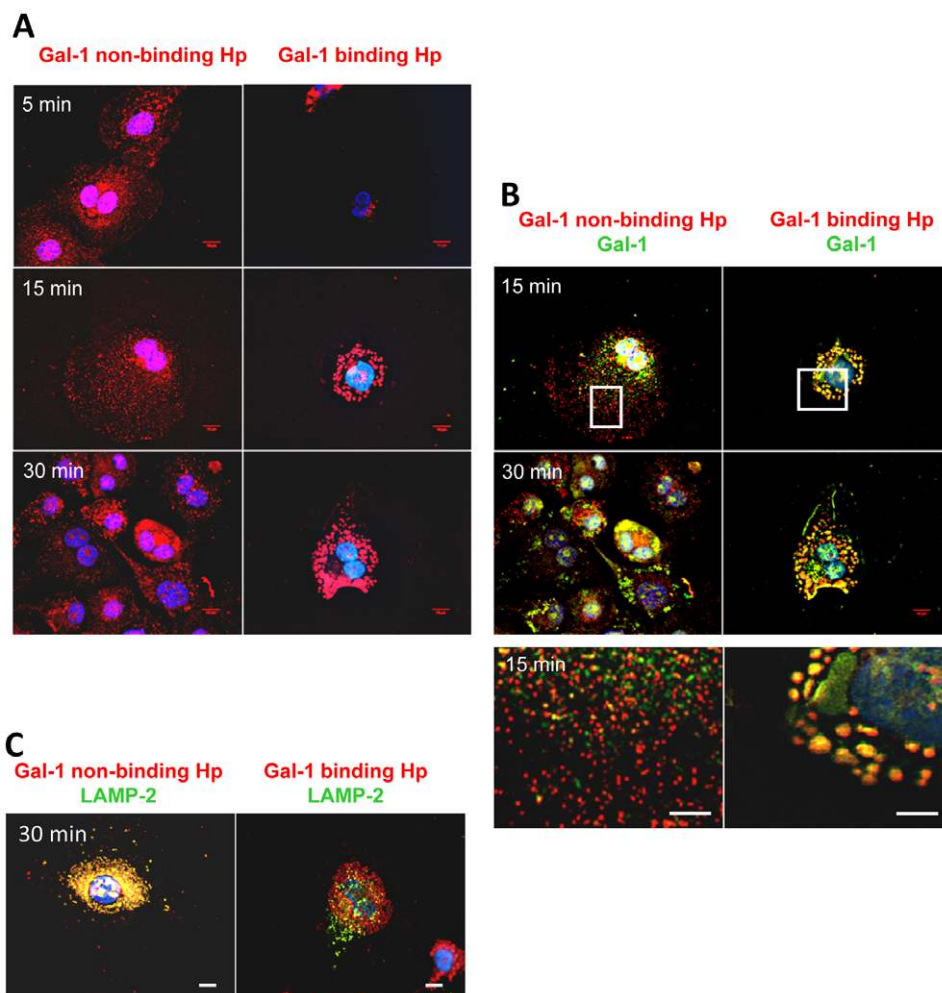 A
Gal-1 non-binding Hp Gal-1 binding Hp
5 min
15 min
30 min
B
Gal-1 non-binding Hp Gal-1 binding Hp
Gal-1 Gal-1
15 min
30 min
15 min
C
Gal-1 non-binding Hp Gal-1 binding Hp
LAMP-2 LAMP-2
30 min